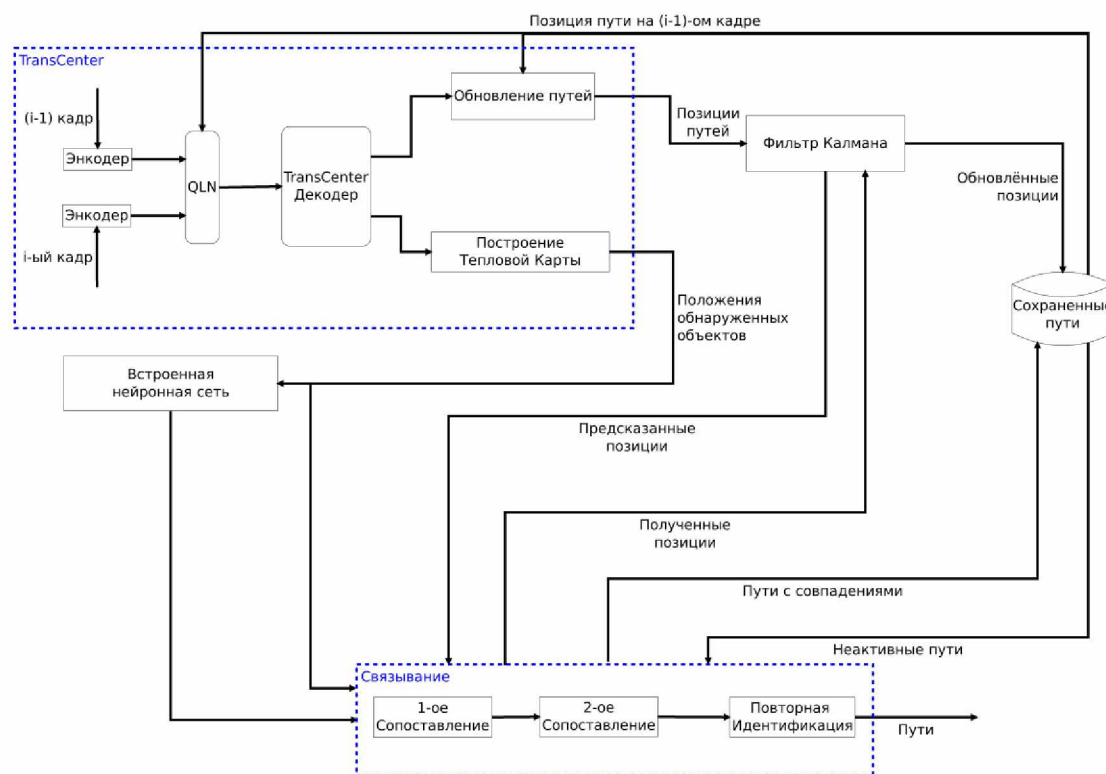 Позиция пути на (i-1)-ом кадре
TransCenter
(i-1) кадр
Энкодер
Энкодер
i-ый кадр
QLN
TransCenter
Декодер
Обновление путей
Построение
Тепловой Карты
Позиции
путей
Фильтр Калмана
Обновлённые
позиции
Сохраненные
пути
Положения
обнаруженных
объектов
Встроенная
нейронная сеть
Предсказанные
позиции
Полученные
позиции
Пути с совпадениями
Неактивные пути
Связывание
1-ое
Сопоставление
2-ое
Сопоставление
Повторная
Идентификация
Пути